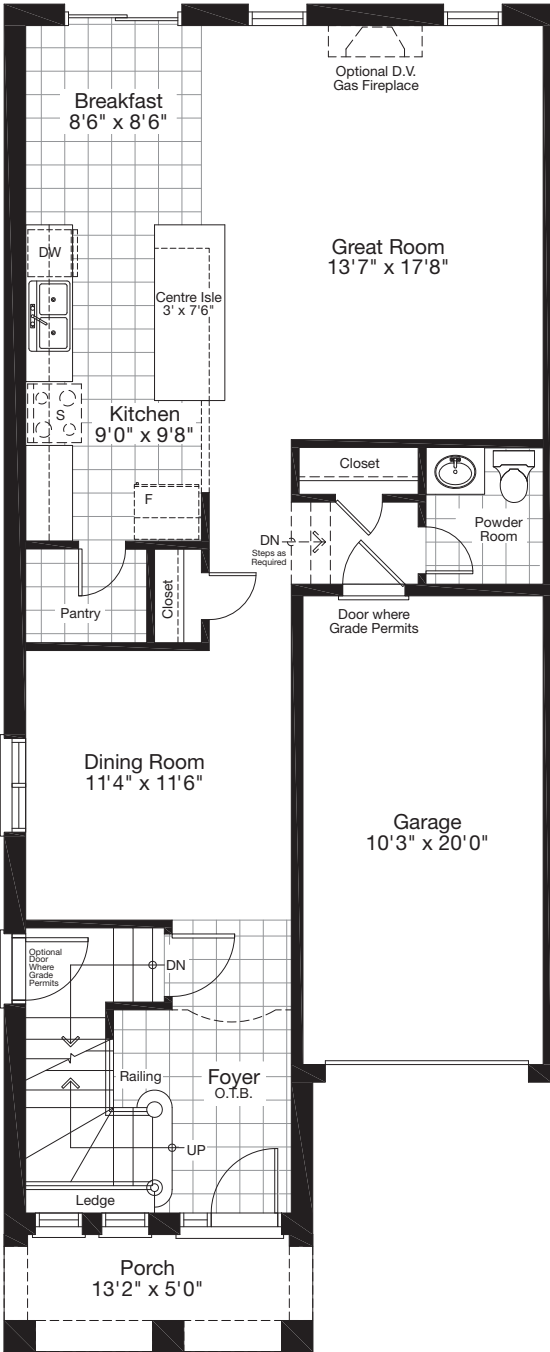 Optional D.V.
Gas Fireplace
Breakfast
8'6" x 8'6"
Great Room
13'7" x 17'8"
DW
Centre Isle
3' x 7'6"
S
Kitchen
9'0" x 9'8"
F
Closet
Powder
Room
DN
Steps as
Required
Pantry
Closet
Door where
Grade Permits
Dining Room
11'4" x 11'6"
Garage
10'3" x 20'0"
Optional
Door
Where
Grade
Permits
DN
Railing
Foyer
O.T.B.
UP
Ledge
Porch
13'2" x 5'0"